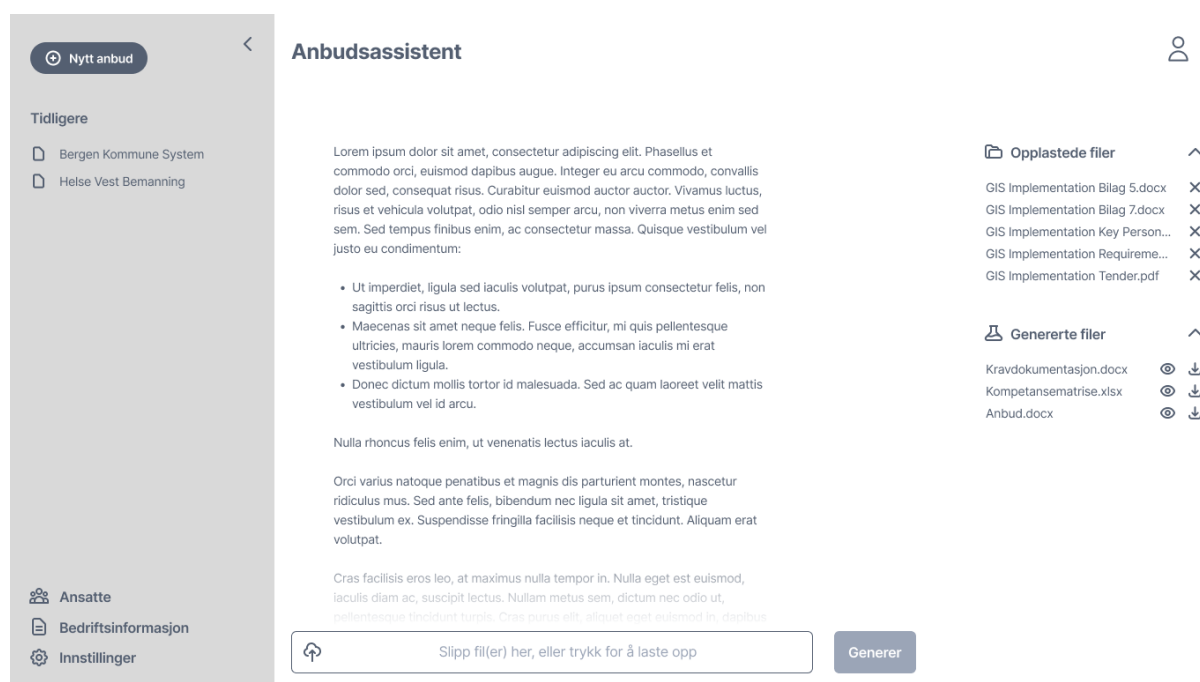 Nytt anbud
Tidligere
Bergen Kommune System
Helse Vest Bemanning
Ansatte
Bedriftsinformasjon
Innstillinger
Anbudsassistent
Lorem ipsum dolor sit amet, consectetur adipiscing elit. Phasellus et
commodo orci, euismod dapibus augue. Integer eu arcu commodo, convallis
dolor sed, consequat risus. Curabitur euismod auctor auctor. Vivamus luctus,
risus et vehicula volutpat, odio nisl semper arcu, non viverra metus enim sed
sem. Sed tempus finibus enim, ac consectetur massa. Quisque vestibulum vel
justo eu condimentum:
• Ut imperdiet, ligula sed iaculis volutpat, purus ipsum consectetur felis, non
sagittis orci risus ut lectus.
• Maecenas sit amet neque felis. Fusce efficitur, mi quis pellentesque
ultricies, mauris lorem commodo neque, accumsan iaculis mi erat
vestibulum ligula.
• Donec dictum mollis tortor id malesuada. Sed ac quam laoreet velit mattis
vestibulum vel id arcu.
Nulla rhoncus felis enim, ut venenatis lectus iaculis at.
Orci varius natoque penatibus et magnis dis parturient montes, nascetur
ridiculus mus. Sed ante felis, bibendum nec ligula sit amet, tristique
vestibulum ex. Suspendisse fringilla facilisis neque et tincidunt. Aliquam erat
volutpat.
Cras facilisis eros leo, at maximus nulla tempor in. Nulla eget est euismod,
iaculis diam ac, suscipit lectus. Nullam metus sem, dictum nec odio ut,
pellentesque tincidunt turpis. Cras purus elit, aliquet eget euismod in, dapibus
Slipp fil(er) her, eller trykk for å laste opp
Generer
Opplastede filer
GIS Implementation Bilag 5.docx
GIS Implementation Bilag 7.docx
GIS Implementation Key Person...
GIS Implementation Requireme...
GIS Implementation Tender.pdf
Genererte filer
Kravdokumentasjon.docx
Kompetansematrise.xlsx
Anbud.docx